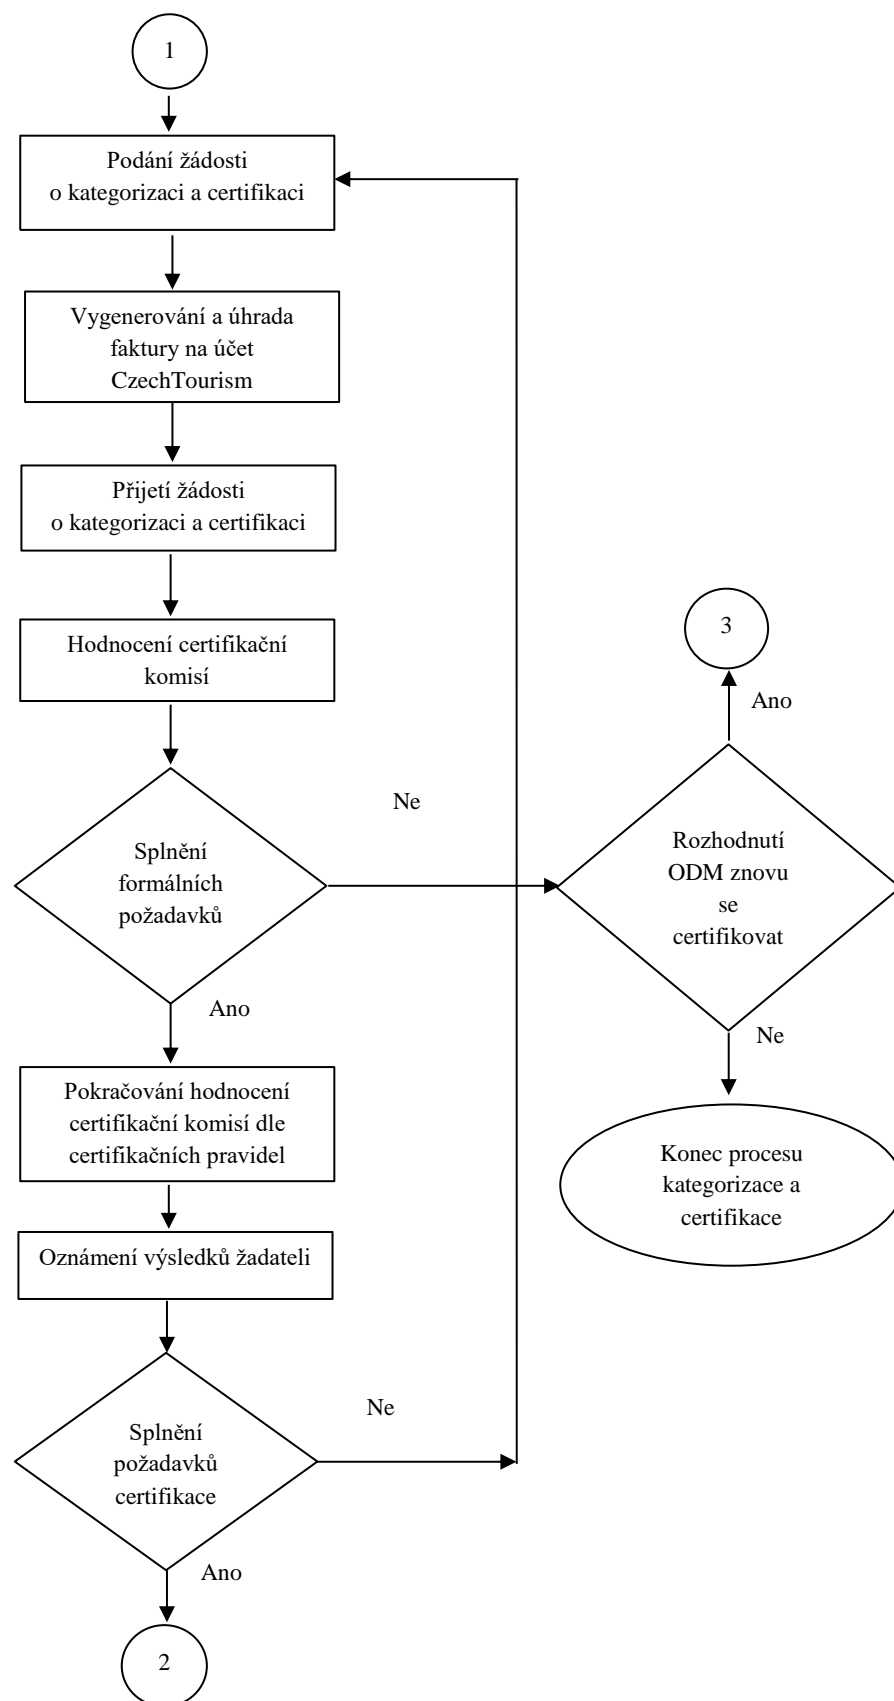 1
Podání žádosti
o kategorizaci a certifikaci
Vygenerování a úhrada
faktury na účet
CzechTourism
Přijetí žádosti
o kategorizaci a certifikaci
Hodnocení certifikační
komisí
Splnění
formálních
požadavků
Ne
Ano
3
Ano
Rozhodnutí
ODM znovu
se
certifikovat
Ne
Konec procesu
kategorizace a
certifikace
Pokračování hodnocení
certifikační komisí dle
certifikačních pravidel
Oznámení výsledků žadateli
Splnění
požadavků
certifikace
Ne
Ano
2